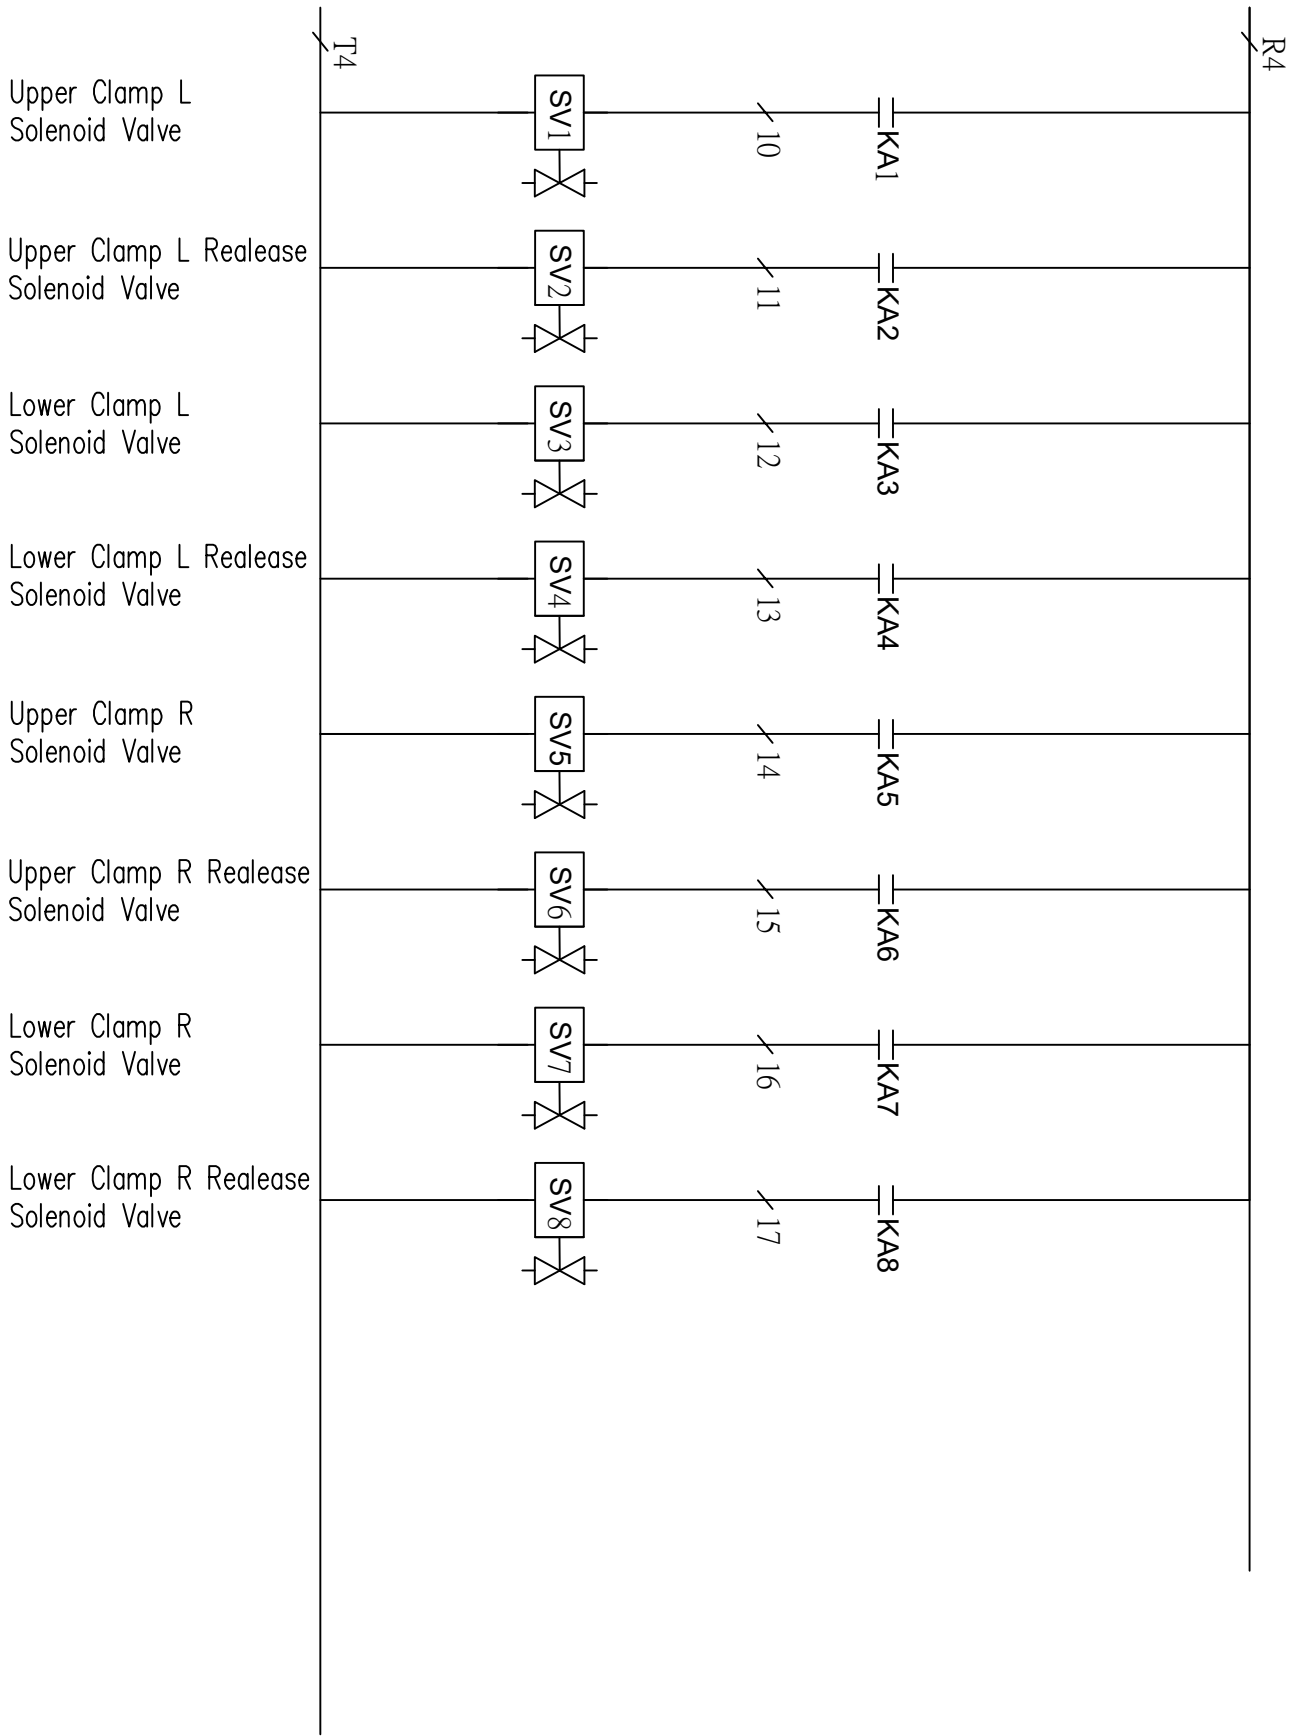 T4
R4
Upper Clamp L
Solenoid Valve
SV1
10
KA1
Upper Clamp L Realease
Solenoid Valve
SV2
11
KA2
Lower Clamp L
Solenoid Valve
SV3
12
KA3
Lower Clamp L Realease
Solenoid Valve
SV4
13
KA4
Upper Clamp R
Solenoid Valve
SV5
14
KA5
Upper Clamp R Realease
Solenoid Valve
SV6
15
KA6
Lower Clamp R
Solenoid Valve
SV7
16
KA7
Lower Clamp R Realease
Solenoid Valve
SV8
17
KA8